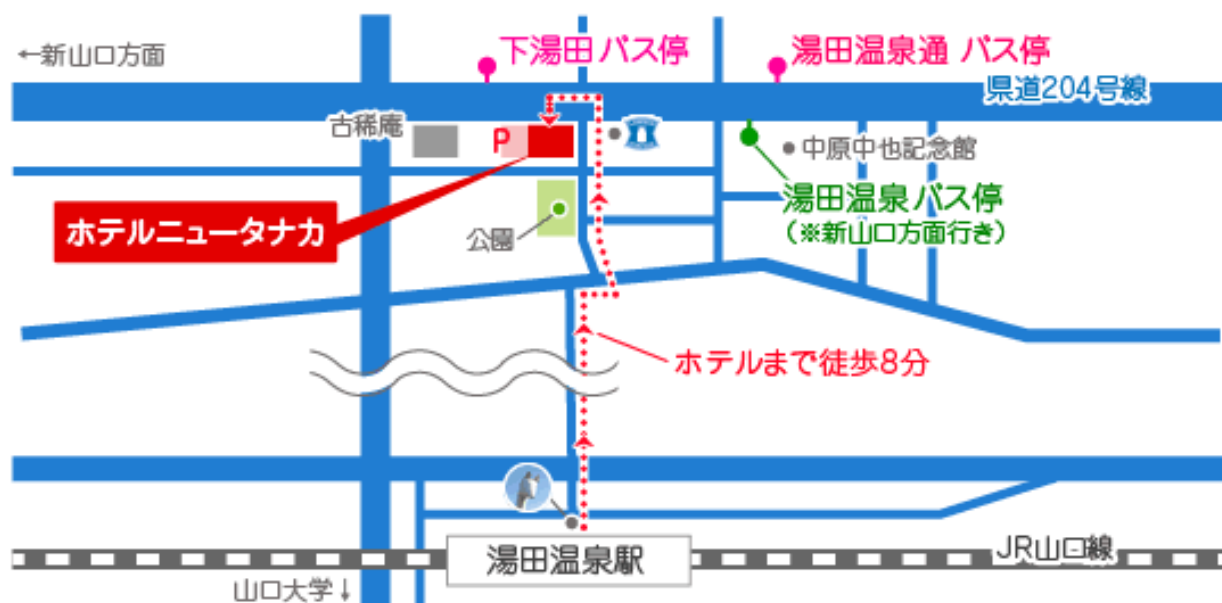 ←新山口方面
下湯田 バス停
湯田温泉通 バス停
県道204号線
古稀庵
P
中原中也記念館
湯田温泉 バス停
(※新山口方面行き)
ホテルニュータナカ
公園
ホテルまで徒歩8分
湯田温泉駅
JR山口線
山口大学↓